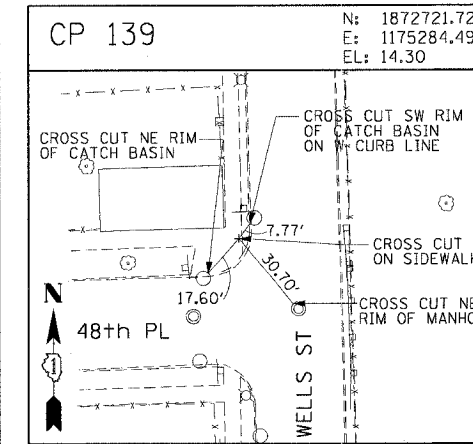 CP 139
N: 1872721.72
E: 1175284.49
EL: 14.30
CROSS CUT SW RIM
OF CATCH BASIN
ON W CURB LINE
CROSS CUT NE RIM
OF CATCH BASIN
7.77'
CROSS CUT
ON SIDEWALK
30.70'
17.60'
CROSS CUT NE
RIM OF MANHO
N
48th PL
WELLS ST